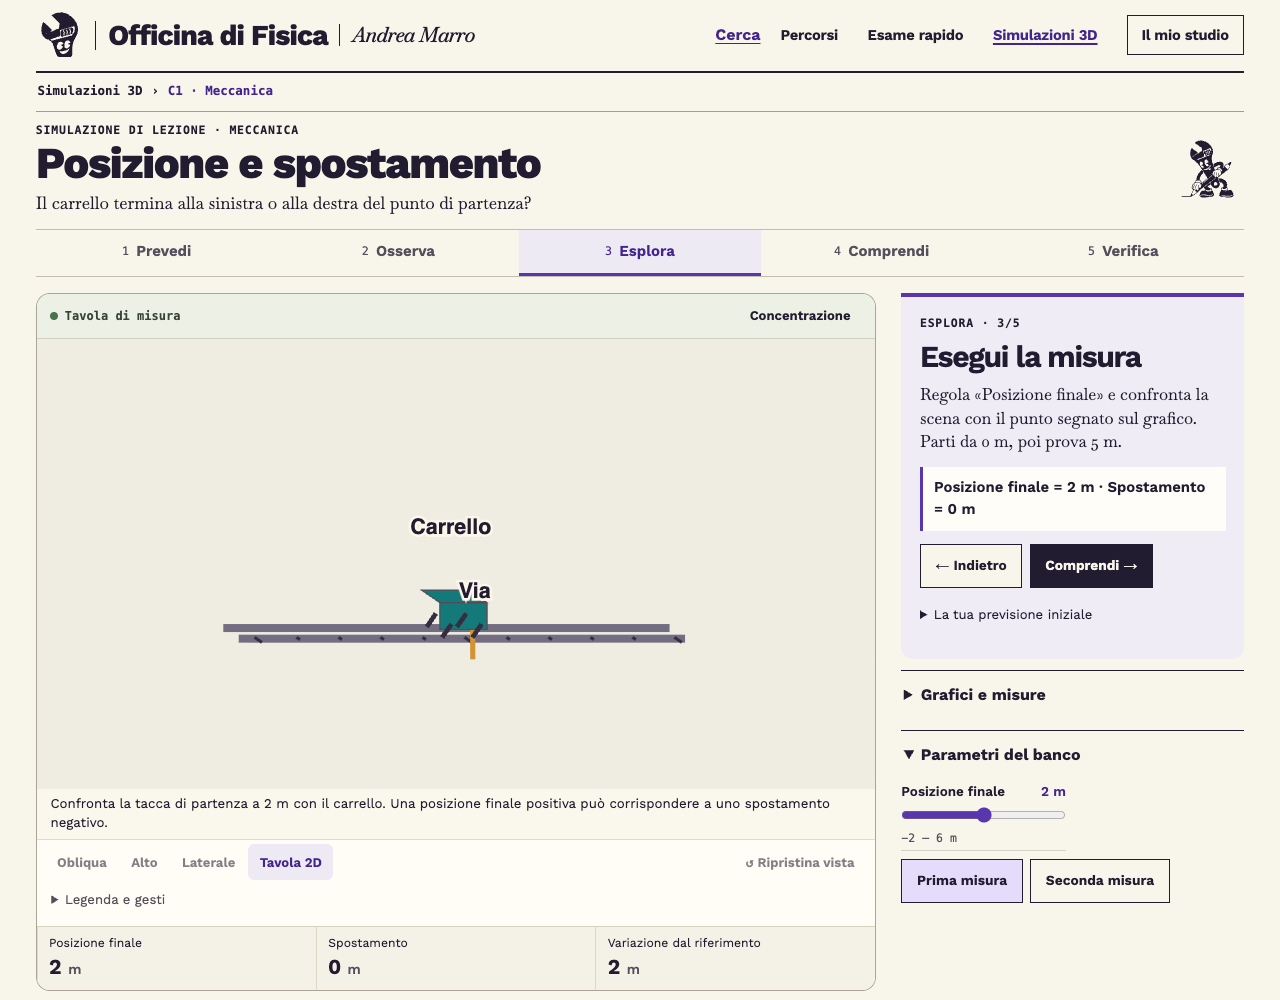 Officina di Fisica
Andrea Marro
Cerca
Percorsi
Esame rapido
Simulazioni 3D
Il mio studio
Simulazioni 3D › C1 · Meccanica
SIMULAZIONE DI LEZIONE · MECCANICA
Posizione e spostamento
Il carrello termina alla sinistra o alla destra del punto di partenza?
1 Prevedi
2 Osserva
3 Esplora
4 Comprendi
5 Verifica
Tavola di misura
Concentrazione
Carrello
Via
Confronta la tacca di partenza a 2 m con il carrello. Una posizione finale positiva può corrispondere a uno spostamento
negativo.
Obliqua
Alto
Laterale
Tavola 2D
↺ Ripristina vista
▶ Legenda e gesti
Posizione finale
2 m
Spostamento
0 m
Variazione dal riferimento
2 m
ESPLORA · 3/5
Esegui la misura
Regola «Posizione finale» e confronta la
scena con il punto segnato sul grafico.
Parti da 0 m, poi prova 5 m.
Posizione finale = 2 m · Spostamento
= 0 m
← Indietro
Comprendi →
▶ La tua previsione iniziale
▶ Grafici e misure
▼ Parametri del banco
Posizione finale 2 m
−2 – 6 m
Prima misura
Seconda misura